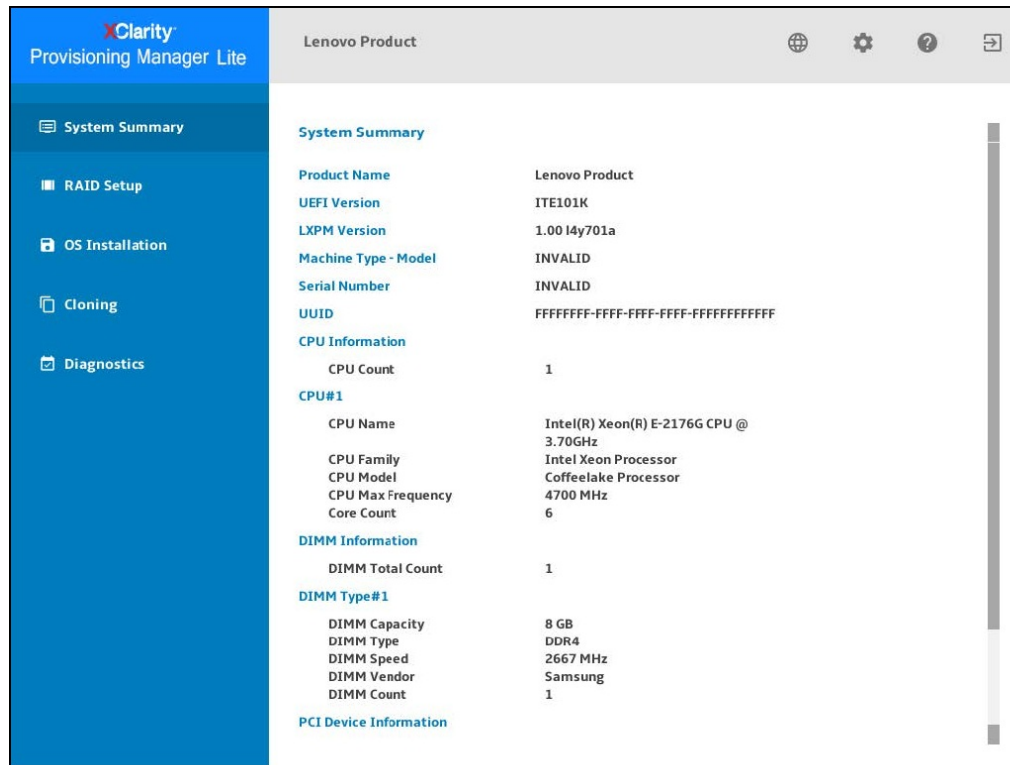 XClarity
Provisioning Manager Lite
Lenovo Product
System Summary
RAID Setup
OS Installation
Cloning
Diagnostics
System Summary
Product Name Lenovo Product
UEFI Version ITE101K
LXPM Version 1.00 l4y701a
Machine Type - Model INVALID
Serial Number INVALID
UUID FFFFFFFF-FFFF-FFFF-FFFF-FFFFFFFFFFFF
CPU Information
CPU Count 1
CPU#1
CPU Name Intel(R) Xeon(R) E-2176G CPU @
3.70GHz
CPU Family Intel Xeon Processor
CPU Model Coffeelake Processor
CPU Max Frequency 4700 MHz
Core Count 6
DIMM Information
DIMM Total Count 1
DIMM Type#1
DIMM Capacity 8 GB
DIMM Type DDR4
DIMM Speed 2667 MHz
DIMM Vendor Samsung
DIMM Count 1
PCI Device Information